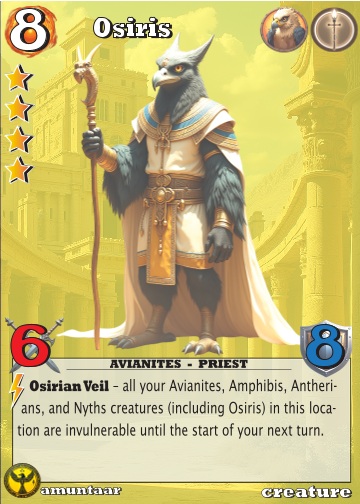 8 Osiris
6 8
AVIANITES - PRIEST
Osirian Veil – all your Avianites, Amphibis, Antheri-
ans, and Nyths creatures (including Osiris) in this loca-
tion are invulnerable until the start of your next turn.
amuntaar creature